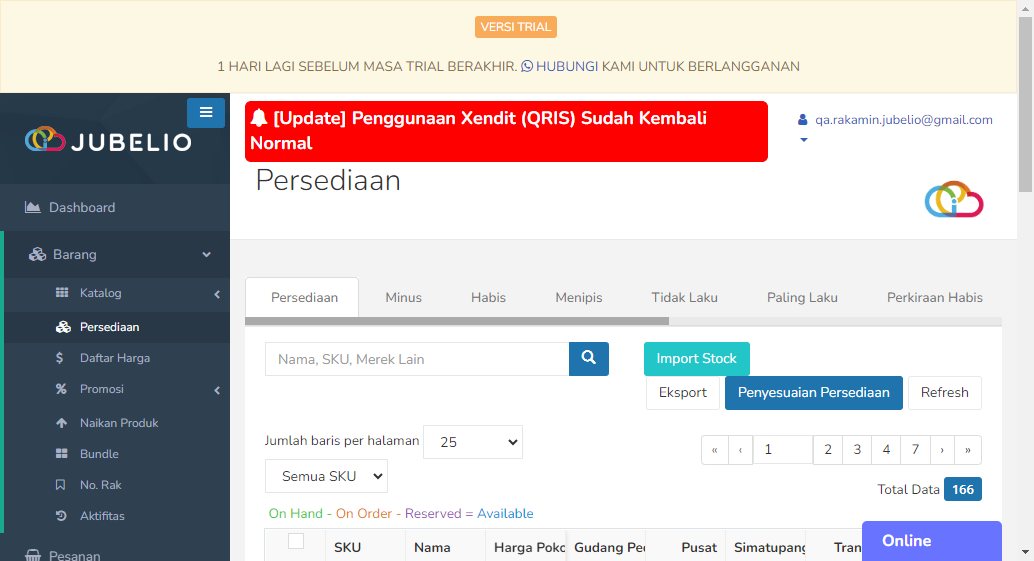 VERSI TRIAL
1 HARI LAGI SEBELUM MASA TRIAL BERAKHIR. HUBUNGI KAMI UNTUK BERLANGGANAN
JUBELIO
[Update] Penggunaan Xendit (QRIS) Sudah Kembali
Normal
qa.rakamin.jubelio@gmail.com
Persediaan
Dashboard
Barang
Katalog
Persediaan
Daftar Harga
Promosi
Naikan Produk
Bundle
No. Rak
Aktifitas
Pesanan
Persediaan Minus Habis Menipis Tidak Laku Paling Laku Perkiraan Habis
Nama, SKU, Merek Lain
Import Stock
Eksport Penyesuaian Persediaan Refresh
Jumlah baris per halaman 25
« ‹ 1 2 3 4 7 › »
Semua SKU
Total Data 166
On Hand - On Order - Reserved = Available
SKU Nama Harga Poko Gudang Pe Pusat Simatupang Tran
Online